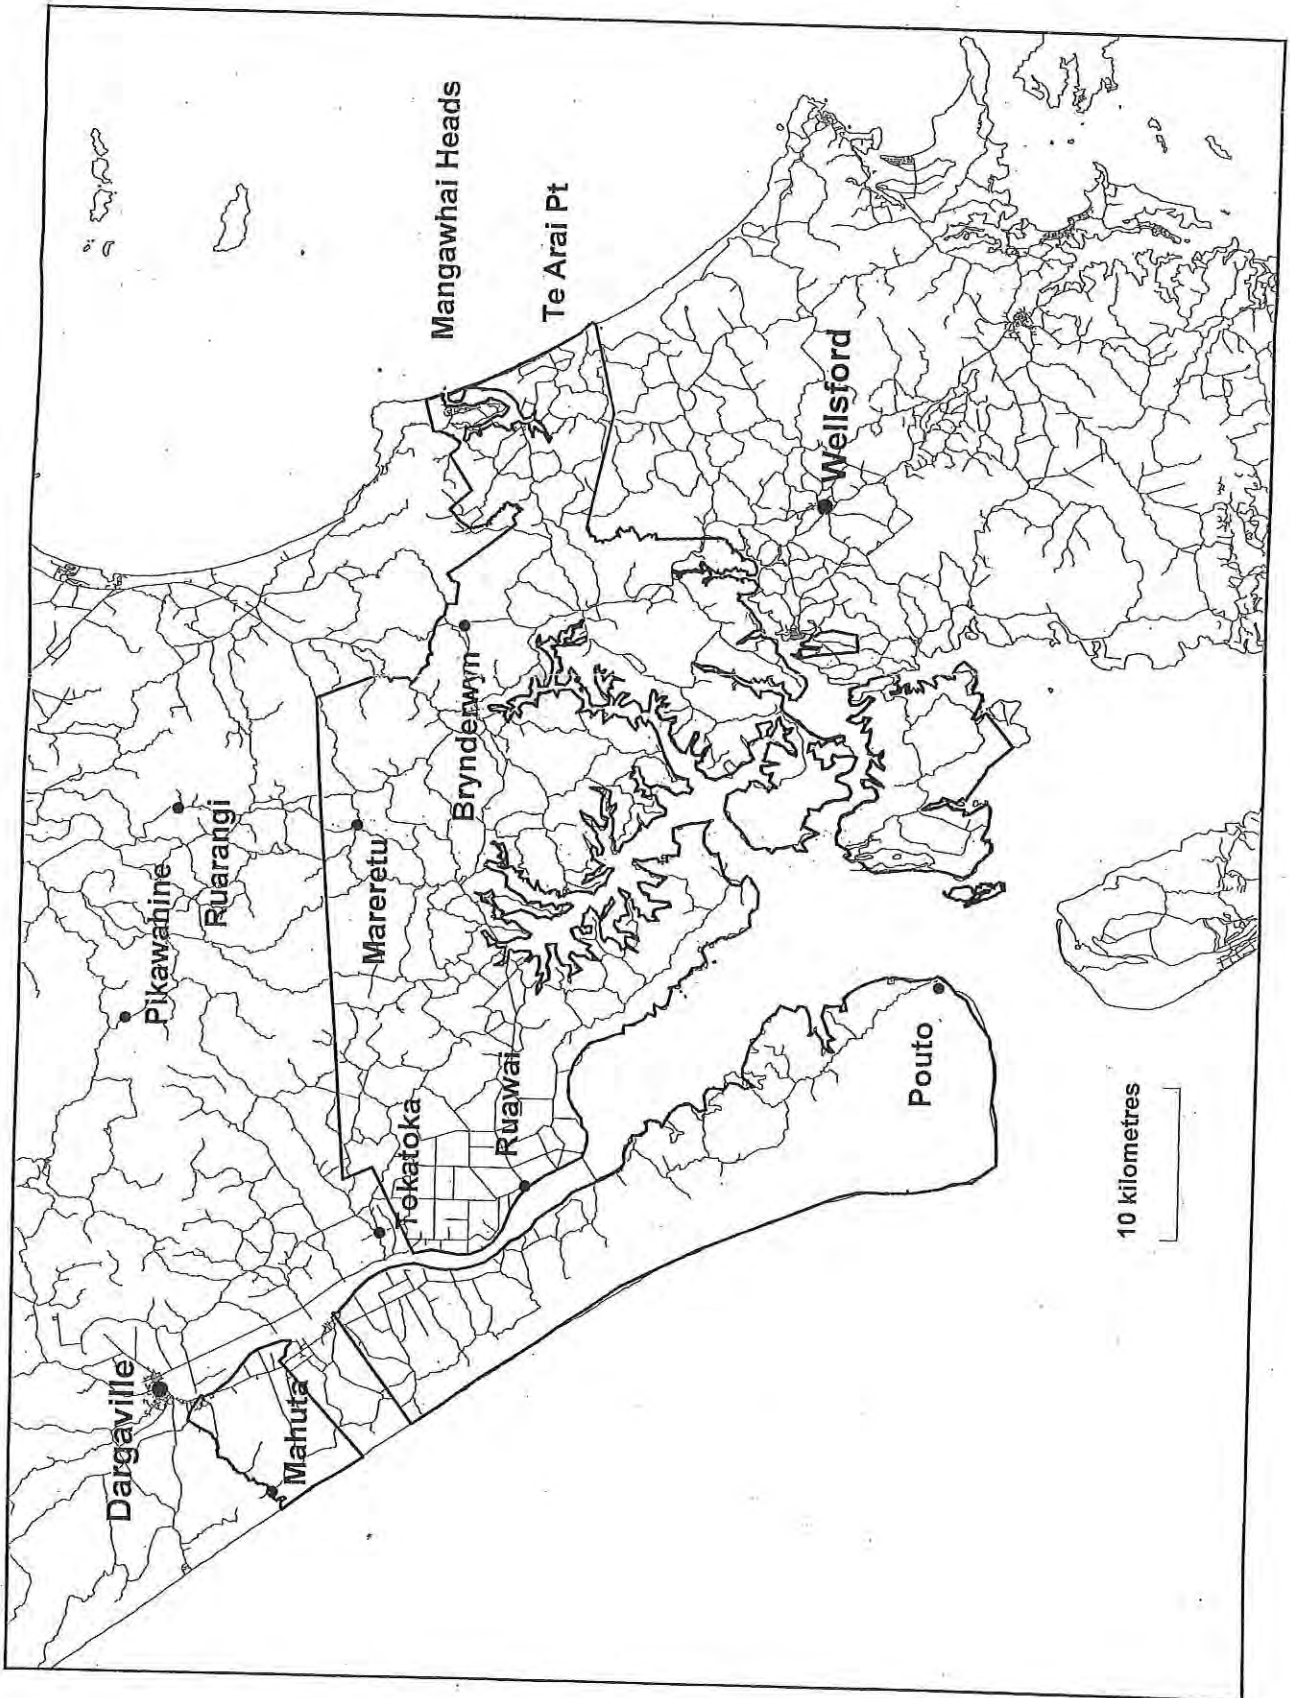 Dargaville
Pikawahine
Ruarangi
Mahuta
Mareretu
Tokatoka
Mangawhai Heads
Brynderwyn
Ruawai
Te Arai Pt
Wellsford
Pouto
10 kilometres